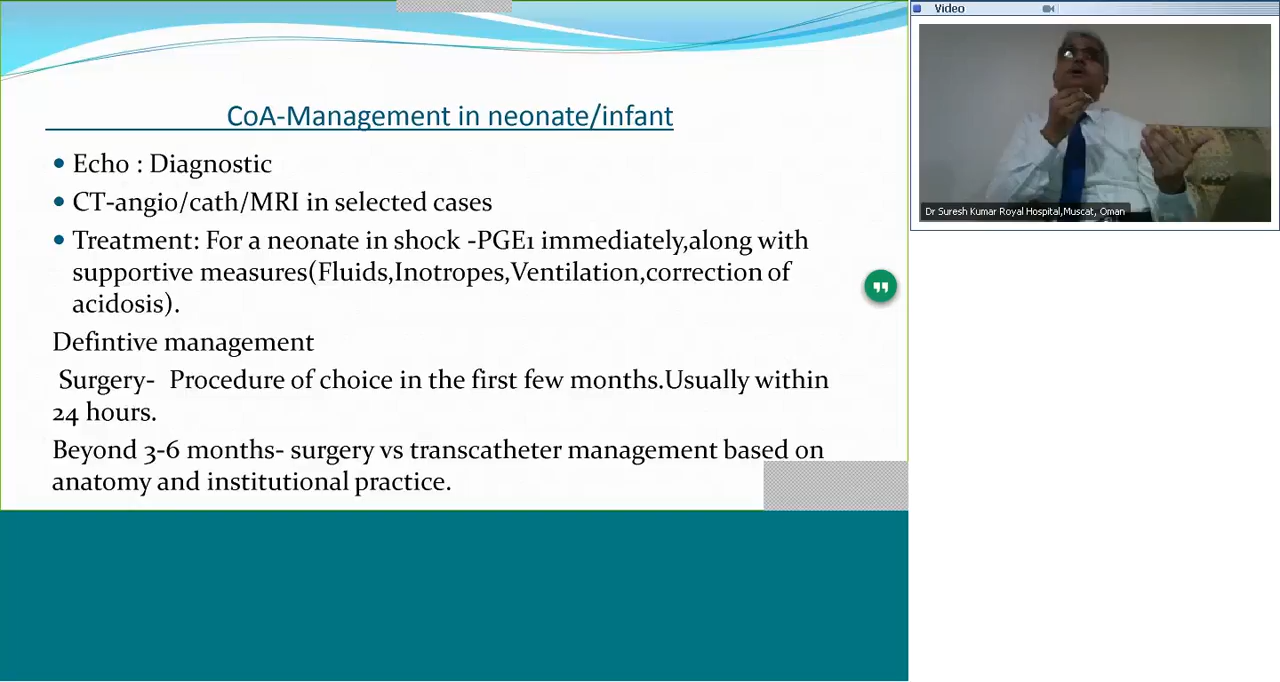 Video
Dr Suresh Kumar Royal Hospital,Muscat, Oman
CoA-Management in neonate/infant
Echo : Diagnostic
CT-angio/cath/MRI in selected cases
Treatment: For a neonate in shock -PGE1 immediately,along with
supportive measures(Fluids,Inotropes,Ventilation,correction of
acidosis).
Defintive management
Surgery- Procedure of choice in the first few months.Usually within
24 hours.
Beyond 3-6 months- surgery vs transcatheter management based on
anatomy and institutional practice.